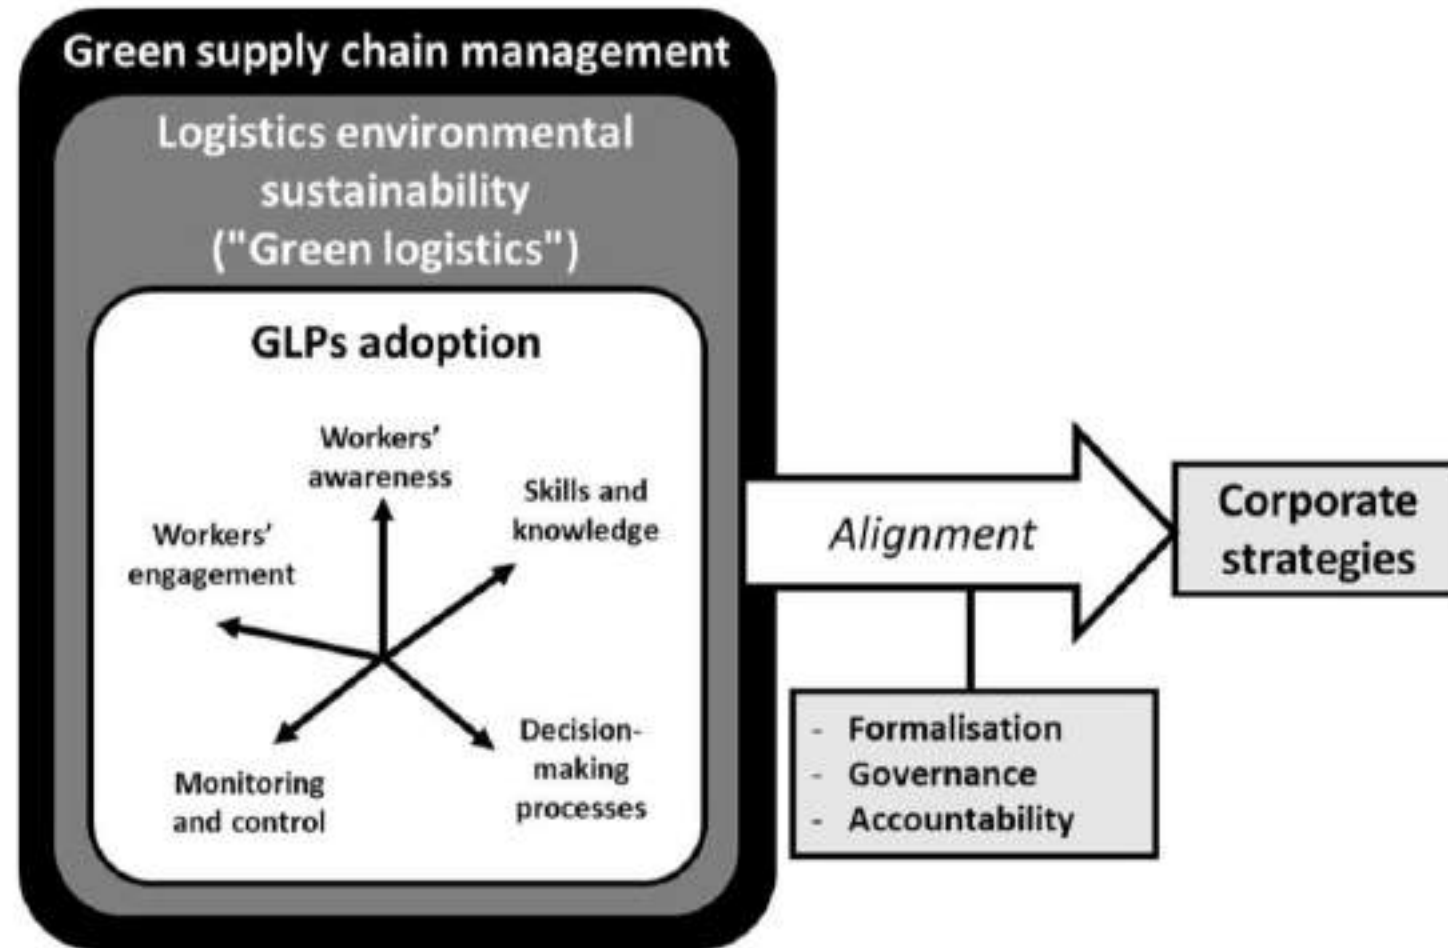 Green supply chain management
Logistics environmental
sustainability
("Green logistics")
GLPs adoption
Workers'
awareness
Skills and
knowledge
Workers'
engagement
Monitoring
and control
Decision-
making
processes
Alignment
Corporate
strategies
- Formalisation
- Governance
- Accountability